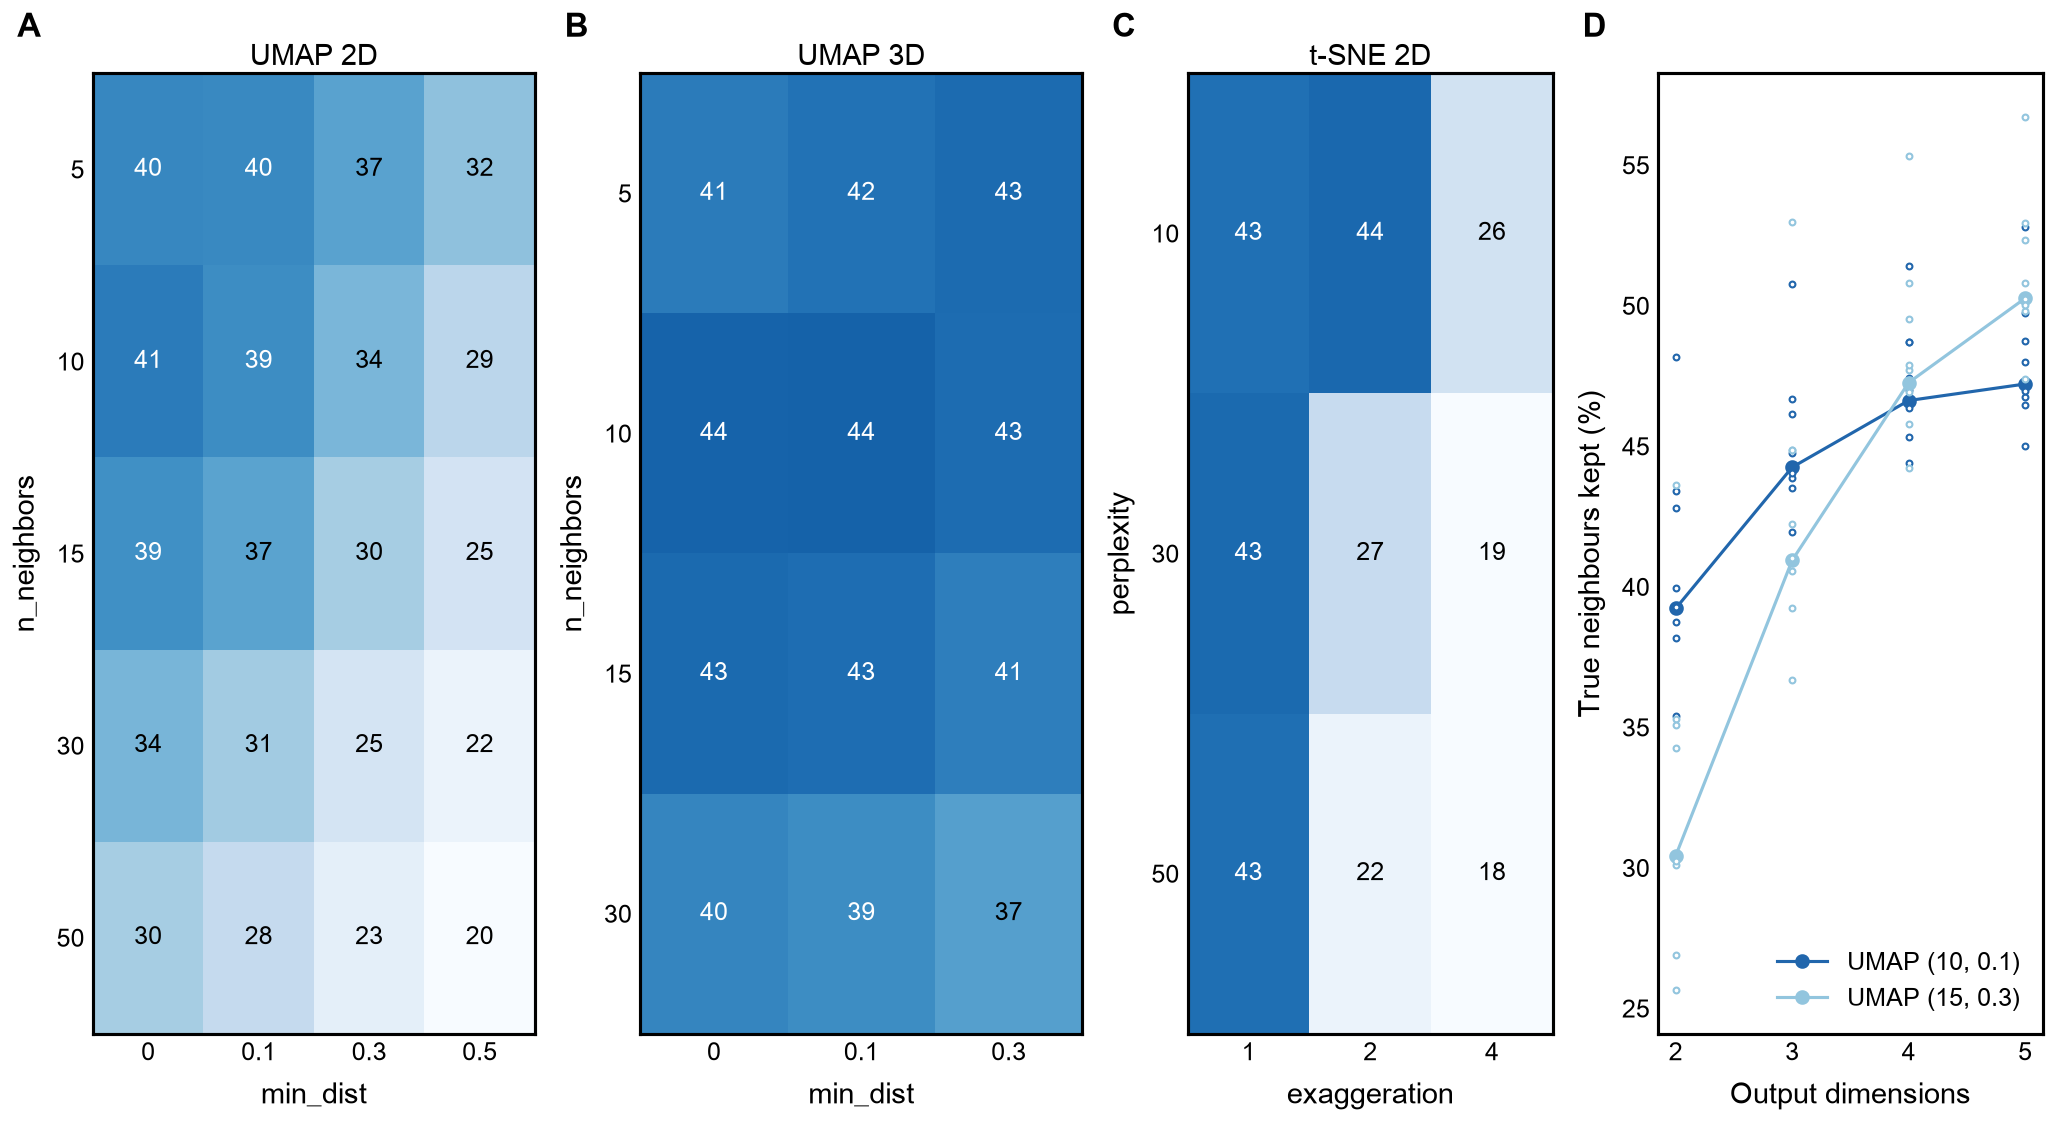 A
UMAP 2D
n_neighbors
5 40 40 37 32
10 41 39 34 29
15 39 37 30 25
30 34 31 25 22
50 30 28 23 20
0 0.1 0.3 0.5
min_dist
B
UMAP 3D
n_neighbors
5 41 42 43
10 44 44 43
15 43 43 41
30 40 39 37
0 0.1 0.3
min_dist
C
t-SNE 2D
perplexity
10 43 44 26
30 43 27 19
50 43 22 18
1 2 4
exaggeration
D
True neighbours kept (%)
55
50
45
40
35
30
25
UMAP (10, 0.1)
UMAP (15, 0.3)
2 3 4 5
Output dimensions